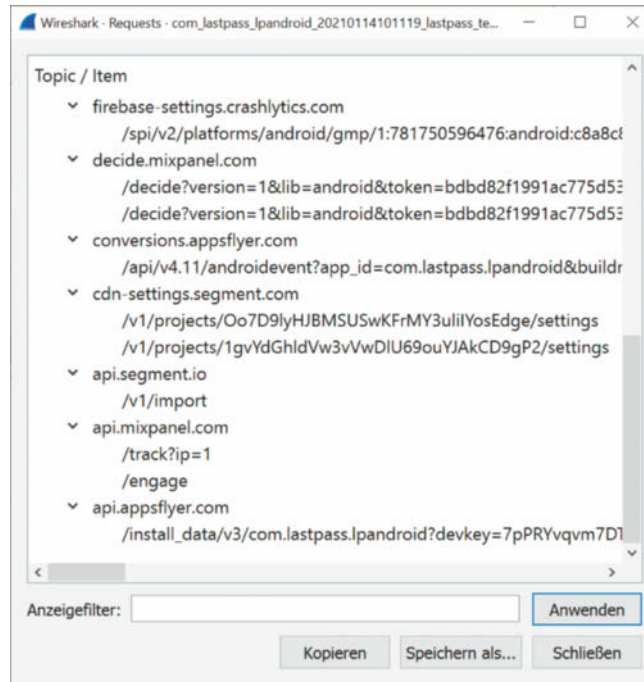 Wireshark · Requests · com_lastpass_lpandroid_20210114101119_lastpass_te...
Topic / Item
firebase-settings.crashlytics.com
/spi/v2/platforms/android/gmp/1:781750596476:android:c8a8c8
decide.mixpanel.com
/decide?version=1&lib=android&token=bdbd82f1991ac775d53
/decide?version=1&lib=android&token=bdbd82f1991ac775d53
conversions.appsflyer.com
/api/v4.11/androidevent?app_id=com.lastpass.lpandroid&buildn
cdn-settings.segment.com
/v1/projects/Oo7D9lyHJBMSUSwKFrMY3uliIYosEdge/settings
/v1/projects/1gvYdGhldVw3vVwDlU69ouYJAkCD9gP2/settings
api.segment.io
/v1/import
api.mixpanel.com
/track?ip=1
/engage
api.appsflyer.com
/install_data/v3/com.lastpass.lpandroid?devkey=7pPRYvqvm7DT
Anzeigefilter:
Anwenden
Kopieren
Speichern als...
Schließen